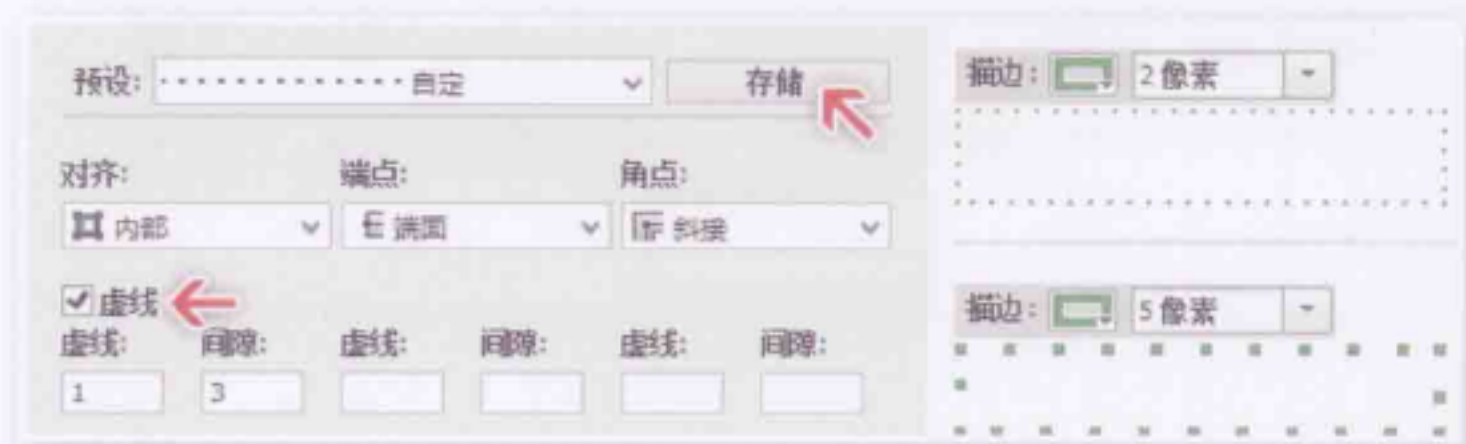 预设: 自定 存储
对齐: 端点: 角点:
内部 端面 斜接
虚线
虚线: 间隙: 虚线: 间隙: 虚线: 间隙:
1 3
描边: 2像素
描边: 5像素